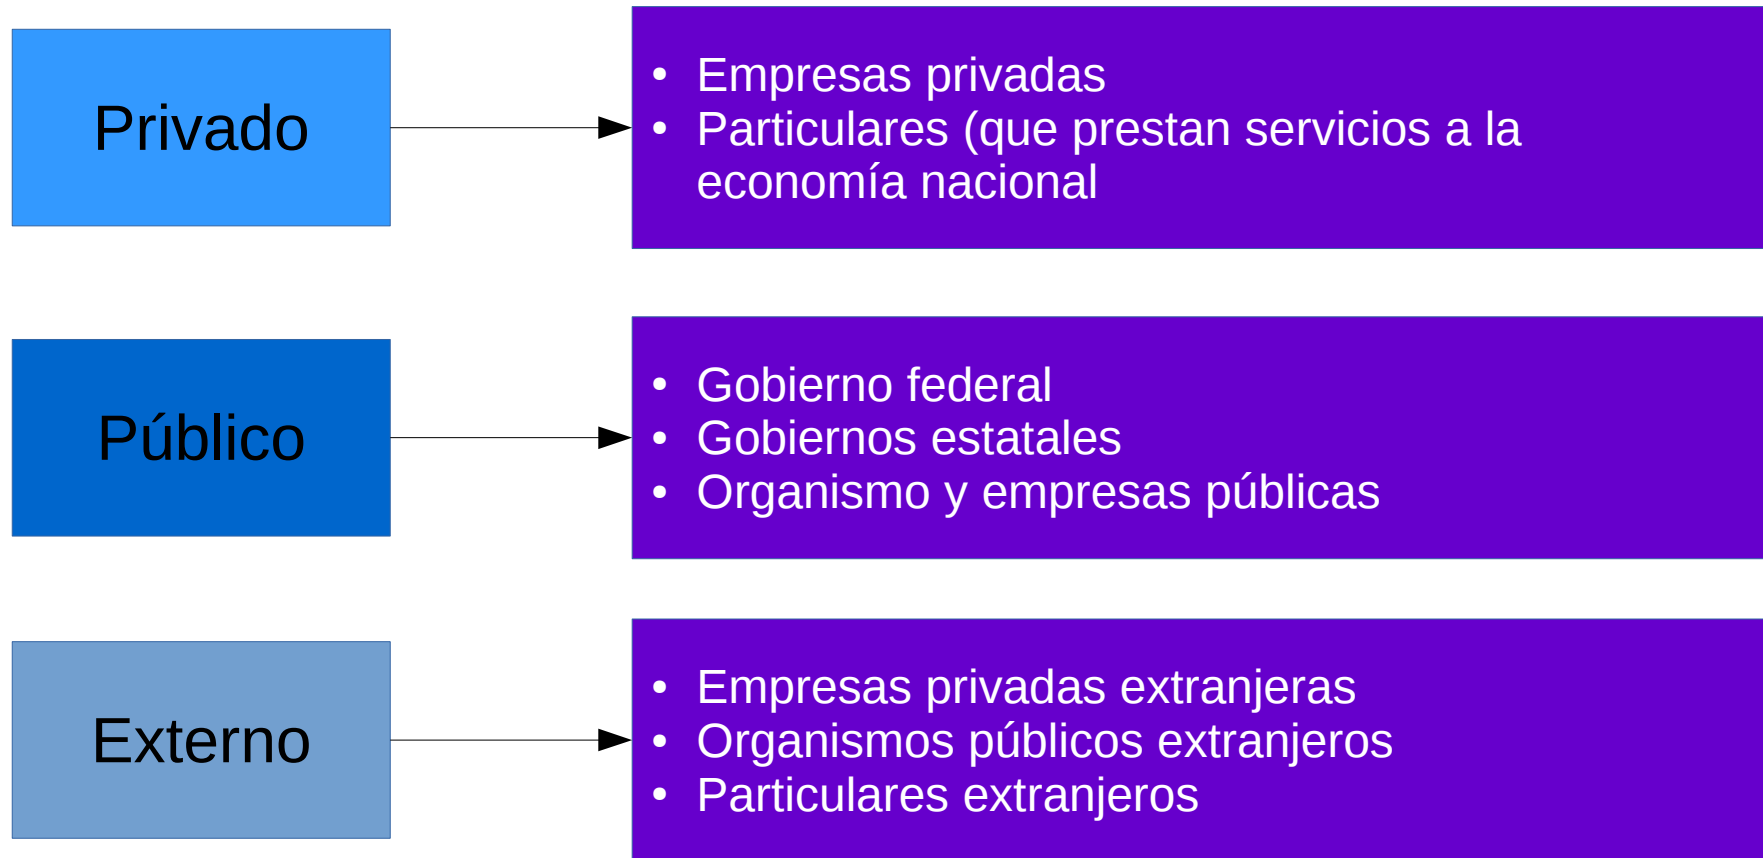 Privado
• Empresas privadas
• Particulares (que prestan servicios a la
economía nacional
Público
• Gobierno federal
• Gobiernos estatales
• Organismo y empresas públicas
Externo
• Empresas privadas extranjeras
• Organismos públicos extranjeros
• Particulares extranjeros